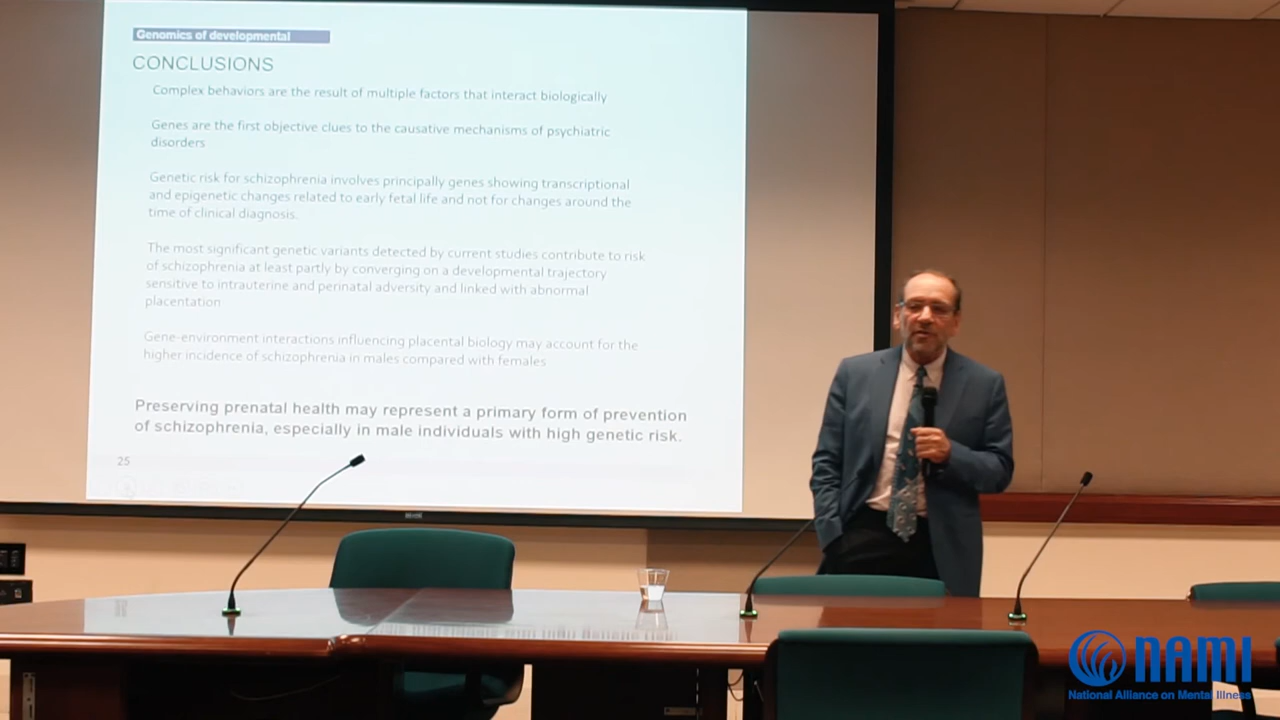 Genomics of developmental
CONCLUSIONS
Complex behaviors are the result of multiple factors that interact biologically
Genes are the first objective clues to the causative mechanisms of psychiatric
disorders
Genetic risk for schizophrenia involves principally genes showing transcriptional
and epigenetic changes related to early fetal life and not for changes around the
time of clinical diagnosis.
The most significant genetic variants detected by current studies contribute to risk
of schizophrenia at least partly by converging on a developmental trajectory
sensitive to intrauterine and perinatal adversity and linked with abnormal
placentation
Gene-environment interactions influencing placental biology may account for the
higher incidence of schizophrenia in males compared with females
Preserving prenatal health may represent a primary form of prevention
of schizophrenia, especially in male individuals with high genetic risk.
25
NAMI
National Alliance on Mental Illness